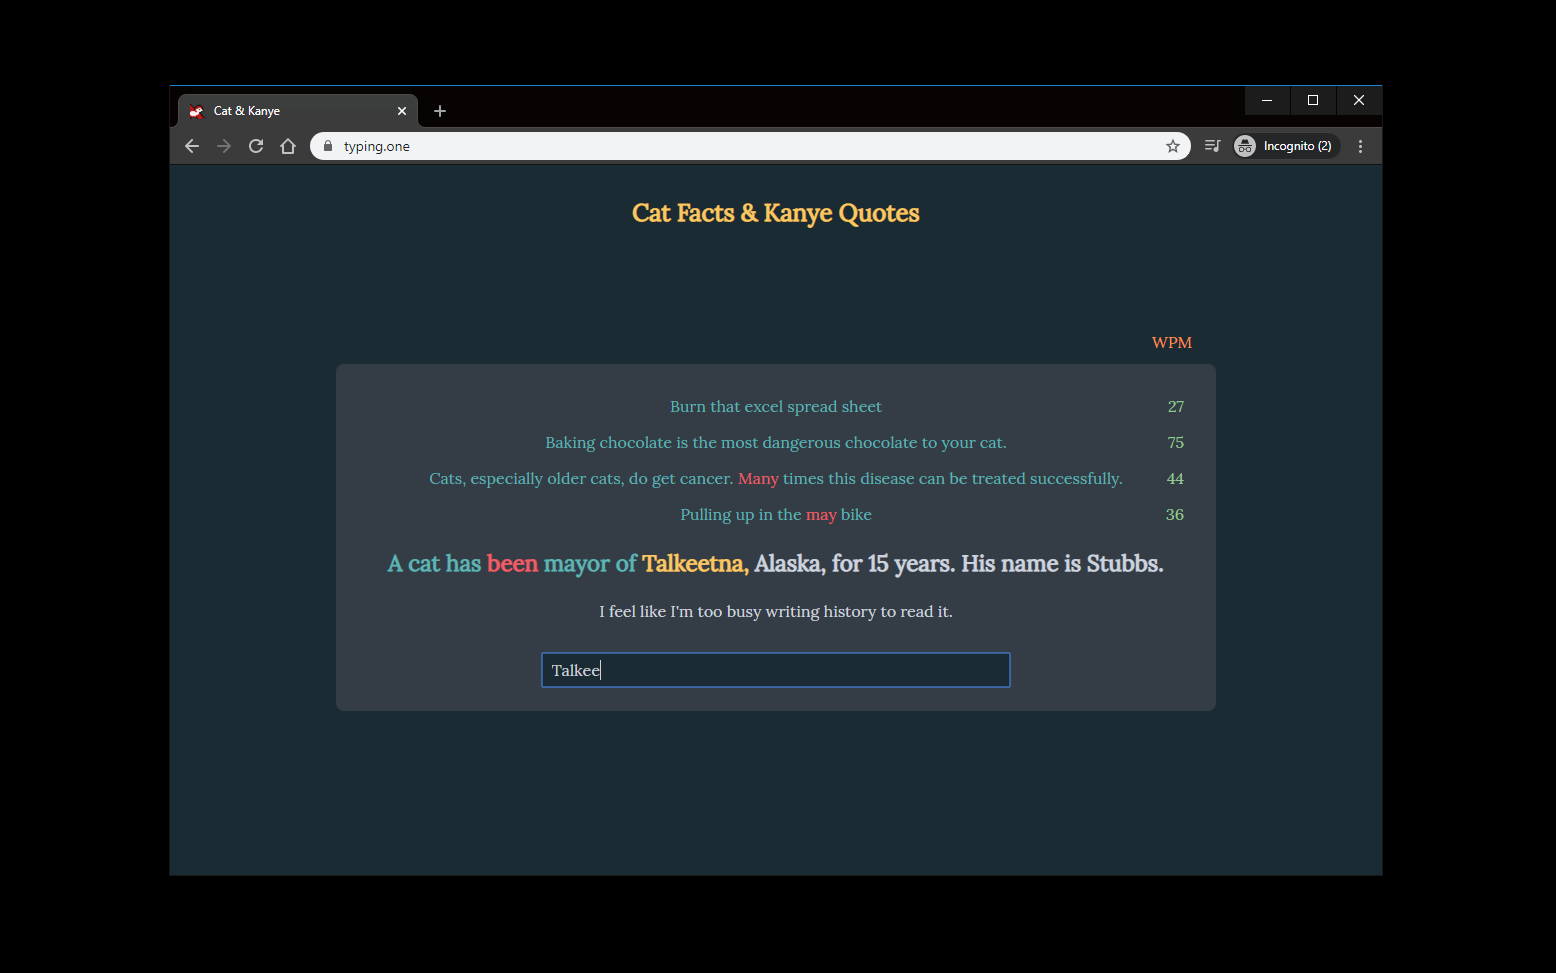 Cat & Kanye
typing.one
Incognito (2)
Cat Facts & Kanye Quotes
WPM
Burn that excel spread sheet 27
Baking chocolate is the most dangerous chocolate to your cat. 75
Cats, especially older cats, do get cancer. Many times this disease can be treated successfully. 44
Pulling up in the may bike 36
A cat has been mayor of Talkeetna, Alaska, for 15 years. His name is Stubbs.
I feel like I'm too busy writing history to read it.
Talkee